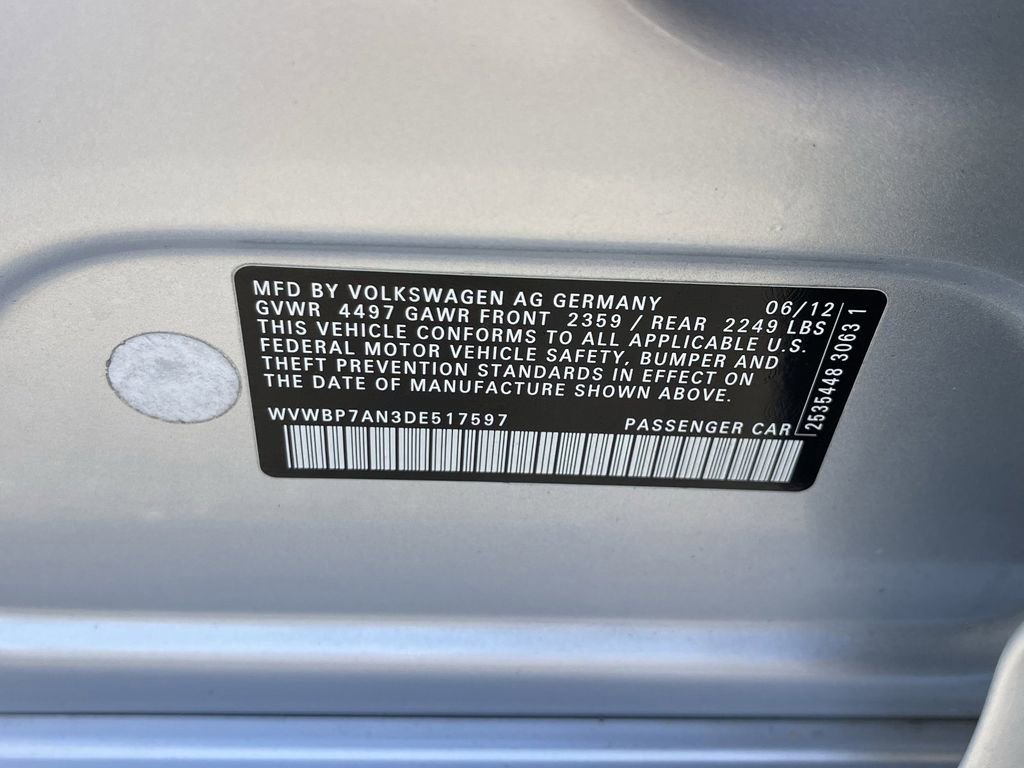 MFD BY VOLKSWAGEN AG GERMANY 06/12
GVWR 4497 GAWR FRONT 2359 / REAR 2249 LBS
THIS VEHICLE CONFORMS TO ALL APPLICABLE U.S.
FEDERAL MOTOR VEHICLE SAFETY, BUMPER AND
THEFT PREVENTION STANDARDS IN EFFECT ON
THE DATE OF MANUFACTURE SHOWN ABOVE.
WVWBP7AN3DE517597 PASSENGER CAR
2535448 3063 1